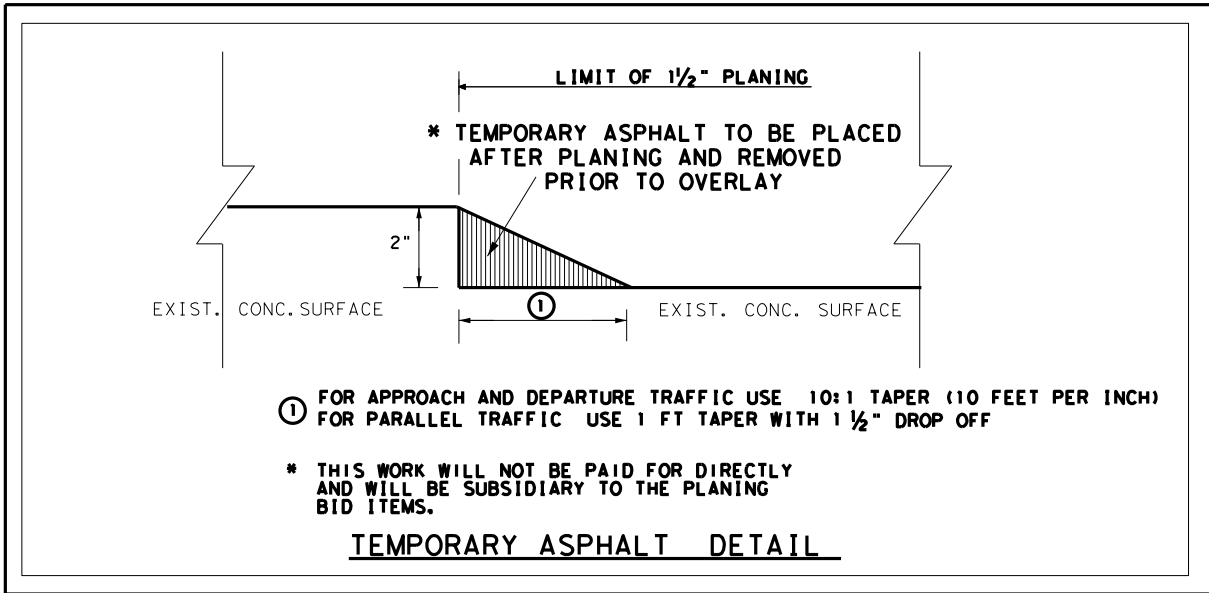 LIMIT OF 1½" PLANING
* TEMPORARY ASPHALT TO BE PLACED
AFTER PLANING AND REMOVED
PRIOR TO OVERLAY
2"
EXIST. CONC. SURFACE
1
EXIST. CONC. SURFACE
1 FOR APPROACH AND DEPARTURE TRAFFIC USE 10:1 TAPER (10 FEET PER INCH)
FOR PARALLEL TRAFFIC USE 1 FT TAPER WITH 1 ½" DROP OFF
* THIS WORK WILL NOT BE PAID FOR DIRECTLY
AND WILL BE SUBSIDIARY TO THE PLANING
BID ITEMS.
TEMPORARY ASPHALT DETAIL